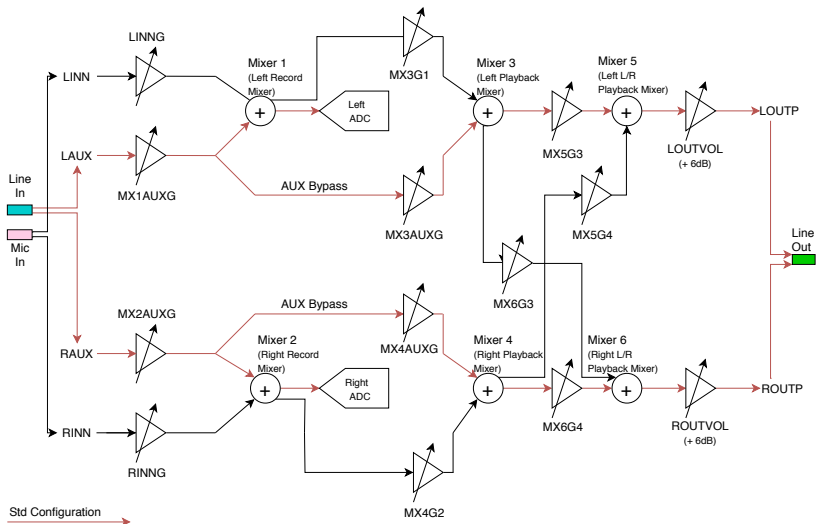 LINNG
Mixer 1
(Left Record
Mixer)
MX3G1
Mixer 3
(Left Playback
Mixer)
Mixer 5
(Left L/R
Playback Mixer)
LINN
+
Left
ADC
+
+
LOUTP
MX5G3
LOUTVOL
(+ 6dB)
LAUX
MX1AUXG
AUX Bypass
MX3AUXG
MX5G4
Line
In
Mic
In
Line
Out
MX6G3
AUX Bypass
MX2AUXG
MX4AUXG
Mixer 2
(Right Record
Mixer)
Mixer 4
(Right Playback
Mixer)
Mixer 6
(Right L/R
Playback Mixer)
RAUX
+
Right
ADC
+
+
ROUTP
MX6G4
ROUTVOL
(+ 6dB)
RINN
RINNG
MX4G2
Std Configuration